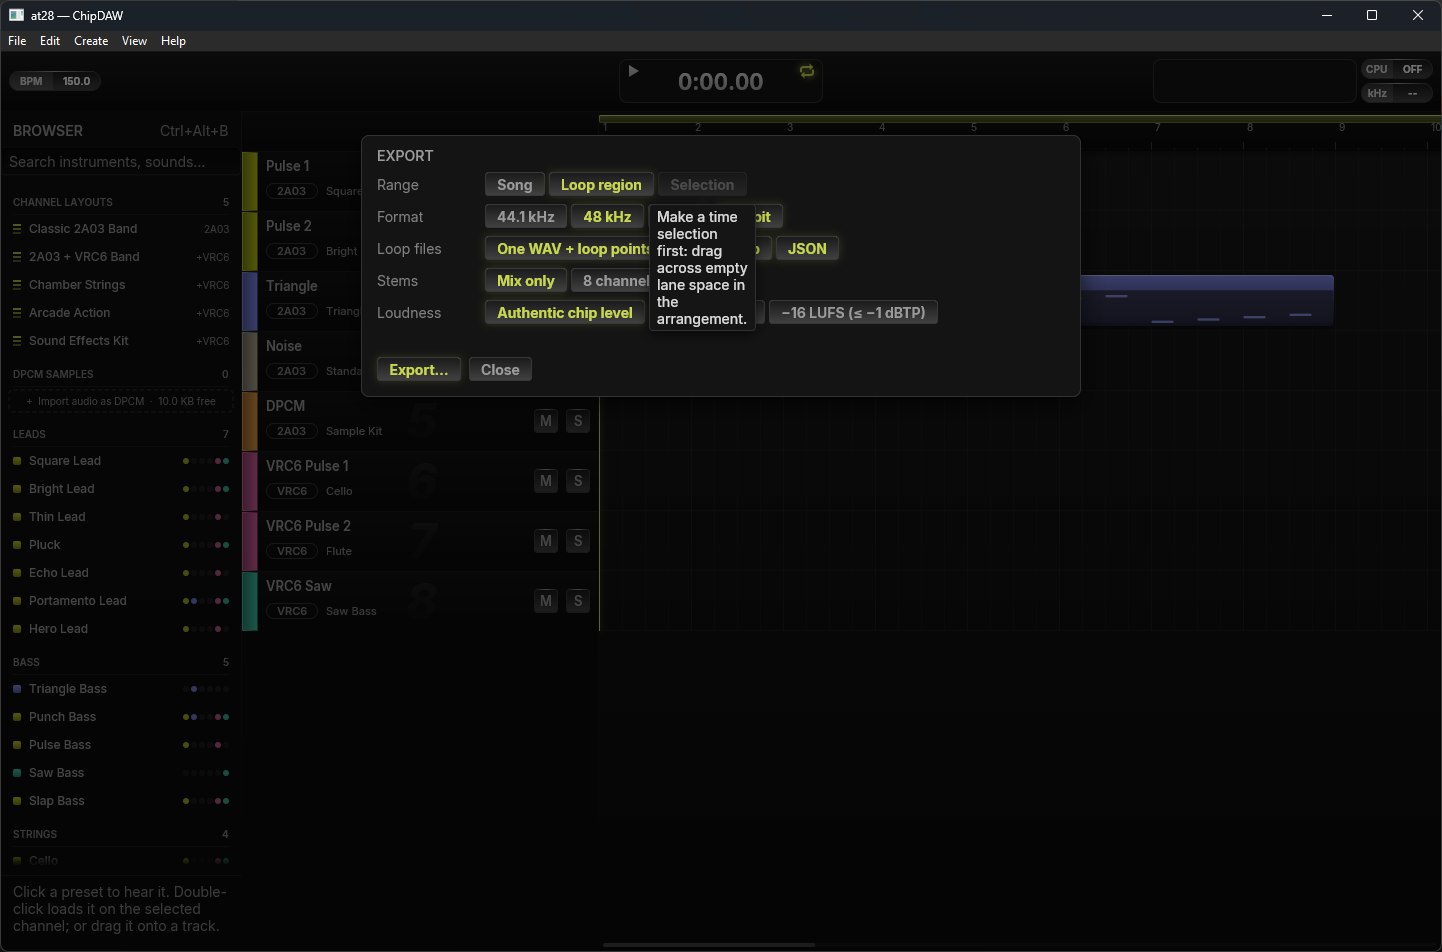 at28 — ChipDAW
File Edit Create View Help
BPM 150.0
0:00.00
CPU OFF
kHz --
BROWSER Ctrl+Alt+B
Search instruments, sounds...
CHANNEL LAYOUTS 5
Classic 2A03 Band 2A03
2A03 + VRC6 Band +VRC6
Chamber Strings +VRC6
Arcade Action +VRC6
Sound Effects Kit +VRC6
DPCM SAMPLES 0
+ Import audio as DPCM · 10.0 KB free
LEADS 7
Square Lead
Bright Lead
Thin Lead
Pluck
Echo Lead
Portamento Lead
Hero Lead
BASS 5
Triangle Bass
Punch Bass
Pulse Bass
Saw Bass
Slap Bass
STRINGS 4
Cello
Click a preset to hear it. Double-
click loads it on the selected
channel; or drag it onto a track.
1 2 3 4 5 6 7 8 9 10
Pulse 1
2A03 Square
Pulse 2
2A03 Bright
Triangle
2A03
Noise
2A03
DPCM
2A03 Sample Kit M S
5
VRC6 Pulse 1
VRC6 Cello M S
6
VRC6 Pulse 2
VRC6 Flute M S
7
VRC6 Saw
VRC6 Saw Bass M S
8
EXPORT
Range Song Loop region Selection
Format 44.1 kHz 48 kHz
Loop files One WAV + loop points JSON
Stems Mix only 8 channel
Loudness Authentic chip level −16 LUFS (≤ −1 dBTP)
Make a time
selection
first: drag
across empty
lane space in
the
arrangement.
Export... Close